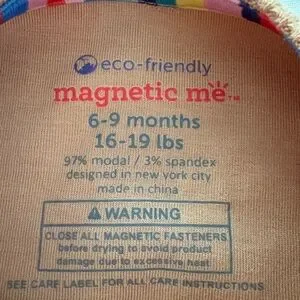 eco-friendly
magnetic me™
6-9 months
16-19 lbs
97% modal / 3% spandex
designed in new york city
made in china
⚠ WARNING
CLOSE ALL MAGNETIC FASTENERS
before drying to avoid product
damage due to excessive heat
SEE CARE LABEL FOR ALL CARE INSTRUCTIONS